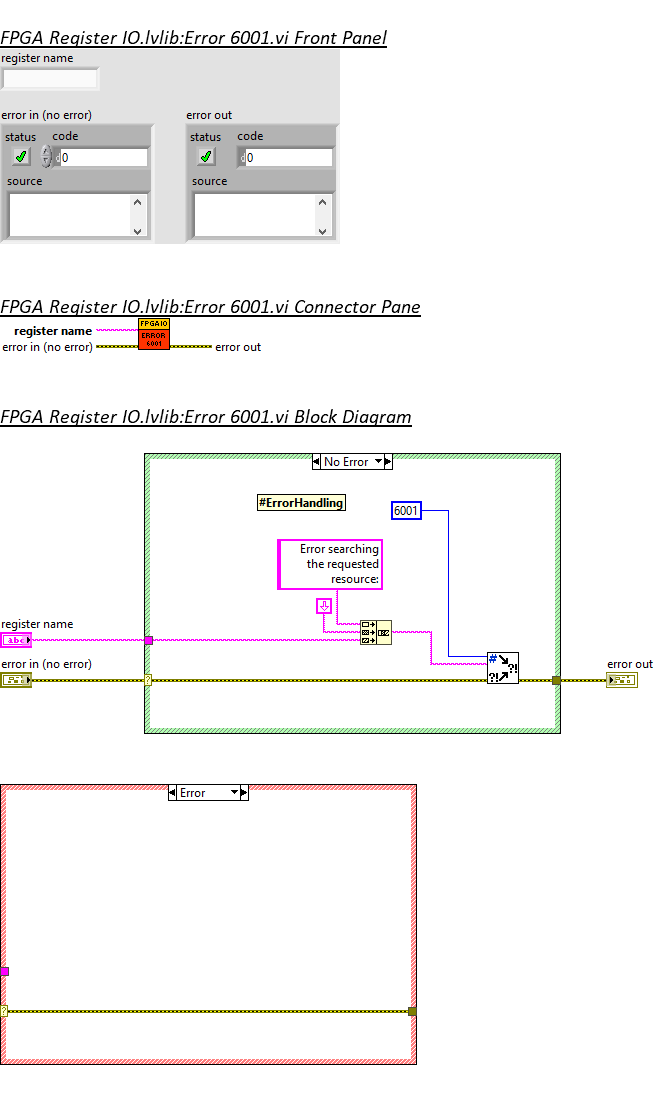 FPGA Register IO.lvlib:Error 6001.vi Front Panel
register name
error in (no error)
error out
status
code
status
code
0
0
source
source
FPGA Register IO.lvlib:Error 6001.vi Connector Pane
FPGAIO
register name
ERROR
6001
error in (no error)
error out
FPGA Register IO.lvlib:Error 6001.vi Block Diagram
No Error
#ErrorHandling
6001
Error searching
the requested
resource:
register name
abc
error in (no error)
error out
?
#
?!
?!
Error
?